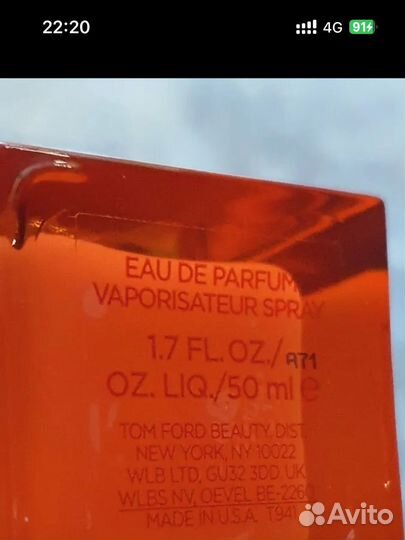 22:20
4G 91
EAU DE PARFUM
VAPORISATEUR SPRAY
1.7 FL. OZ./ A71
OZ. LIQ./50 ml e
TOM FORD BEAUTY, DIST.
NEW YORK, NY 10022
WLB LTD, GU32 3DD UK
WLBS NV, OEVEL BE-2260
MADE IN U.S.A. T941
Avito